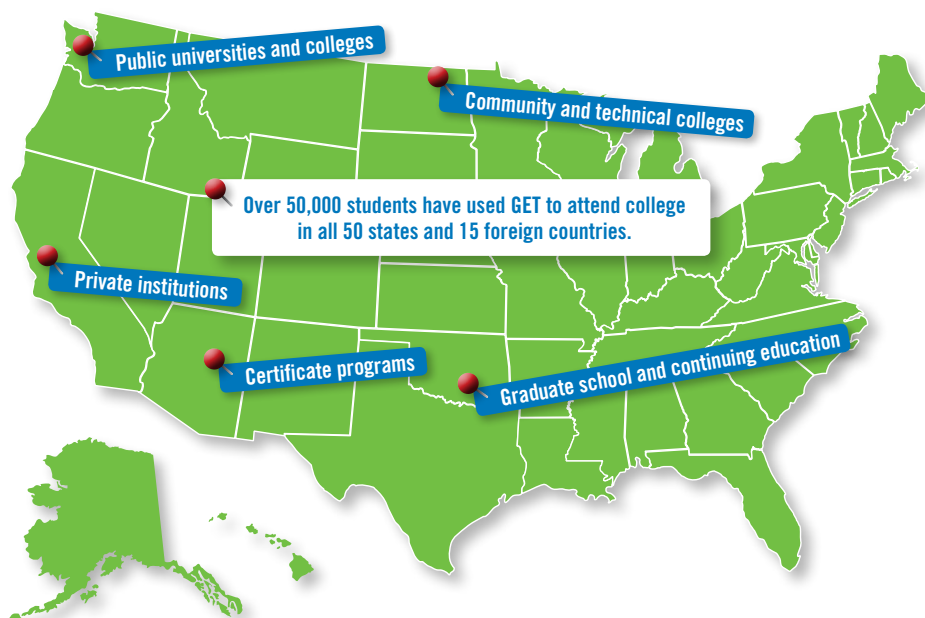 Public universities and colleges
Community and technical colleges
Over 50,000 students have used GET to attend college
in all 50 states and 15 foreign countries.
Private institutions
Certificate programs
Graduate school and continuing education